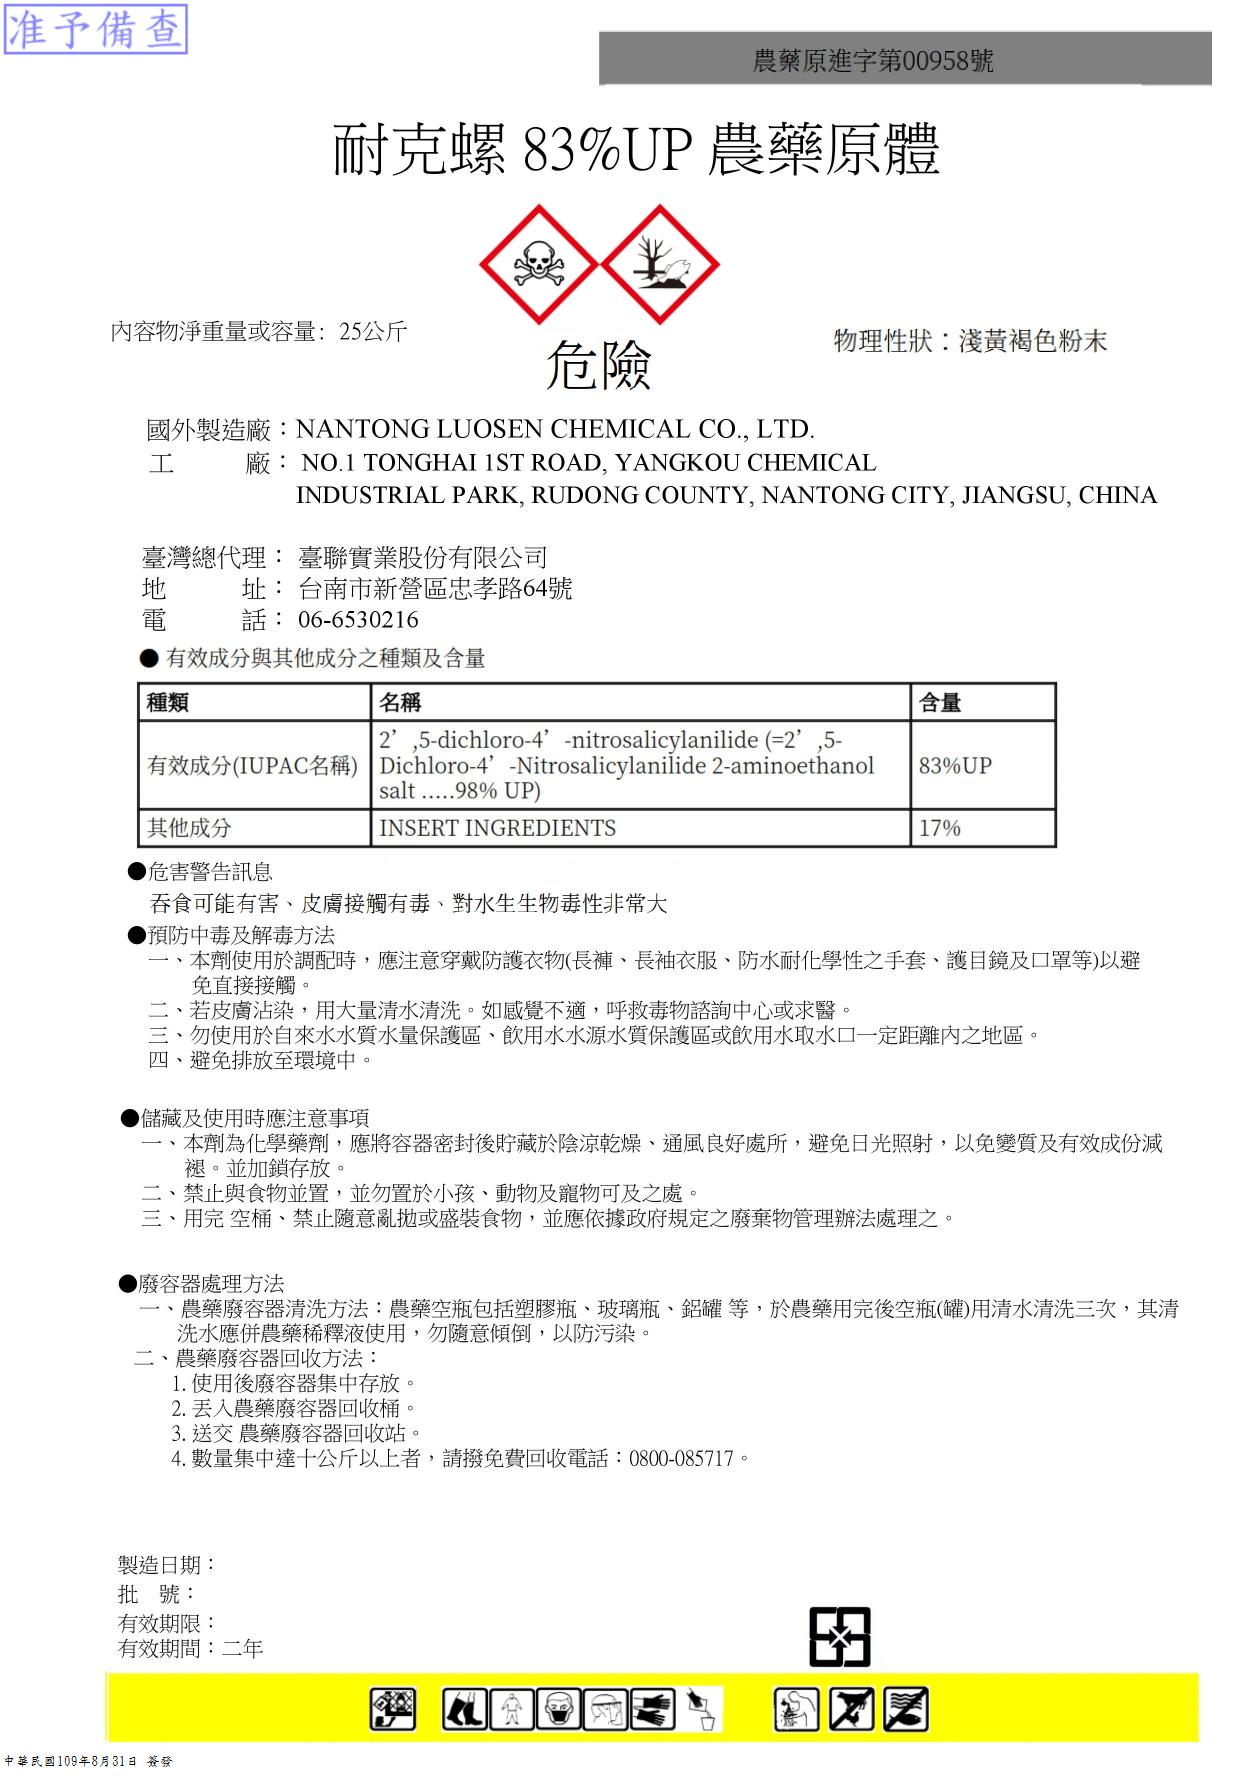 准予備查
農藥原進字第00958號
耐克螺 83%UP 農藥原體
內容物淨重量或容量: 25公斤
危險
物理性狀：淺黃褐色粉末
國外製造廠：NANTONG LUOSEN CHEMICAL CO., LTD.
工 廠： NO.1 TONGHAI 1ST ROAD, YANGKOU CHEMICAL
INDUSTRIAL PARK, RUDONG COUNTY, NANTONG CITY, JIANGSU, CHINA
臺灣總代理： 臺聯實業股份有限公司
地 址： 台南市新營區忠孝路64號
電 話： 06-6530216
● 有效成分與其他成分之種類及含量
種類 名稱 含量
有效成分(IUPAC名稱) 2’,5-dichloro-4’-nitrosalicylanilide (=2’,5-
Dichloro-4’-Nitrosalicylanilide 2-aminoethanol
salt .....98% UP) 83%UP
其他成分 INSERT INGREDIENTS 17%
●危害警告訊息
吞食可能有害、皮膚接觸有毒、對水生生物毒性非常大
●預防中毒及解毒方法
一、本劑使用於調配時，應注意穿戴防護衣物(長褲、長袖衣服、防水耐化學性之手套、護目鏡及口罩等)以避
免直接接觸。
二、若皮膚沾染，用大量清水清洗。如感覺不適，呼救毒物諮詢中心或求醫。
三、勿使用於自來水水質水量保護區、飲用水水源水質保護區或飲用水取水口一定距離內之地區。
四、避免排放至環境中。
●儲藏及使用時應注意事項
一、本劑為化學藥劑，應將容器密封後貯藏於陰涼乾燥、通風良好處所，避免日光照射，以免變質及有效成份減
褪。並加鎖存放。
二、禁止與食物並置，並勿置於小孩、動物及寵物可及之處。
三、用完 空桶、禁止隨意亂拋或盛裝食物，並應依據政府規定之廢棄物管理辦法處理之。
●廢容器處理方法
一、農藥廢容器清洗方法：農藥空瓶包括塑膠瓶、玻璃瓶、鋁罐 等，於農藥用完後空瓶(罐)用清水清洗三次，其清
洗水應併農藥稀釋液使用，勿隨意傾倒，以防污染。
二、農藥廢容器回收方法：
1. 使用後廢容器集中存放。
2. 丟入農藥廢容器回收桶。
3. 送交 農藥廢容器回收站。
4. 數量集中達十公斤以上者，請撥免費回收電話：0800-085717。
製造日期：
批 號：
有效期限：
有效期間：二年
中華民國109年8月31日 簽發